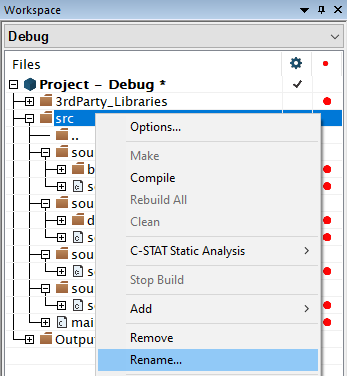 Workspace
Debug
Files
Project - Debug *
3rdParty_Libraries
src
Options...
..
sou
Make
b
Compile
s
Rebuild All
sou
Clean
d
s
C-STAT Static Analysis
sou
Stop Build
s
sou
Add
s
mai
Remove
Outpu
Rename...